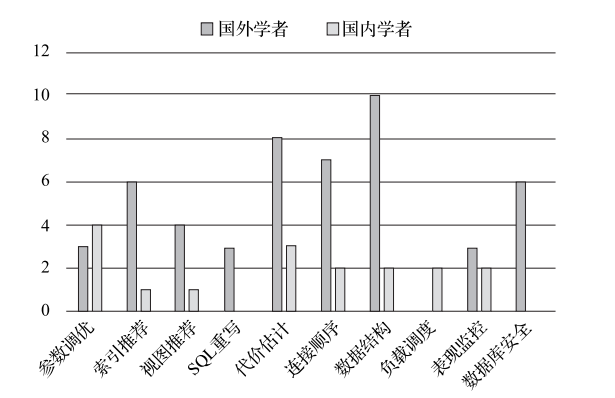 国外学者 国内学者
12
10
8
6
4
2
0
参数调优
索引推荐
视图推荐
SQL重写
代价估计
连接顺序
数据结构
负载调度
表现监控
数据库安全